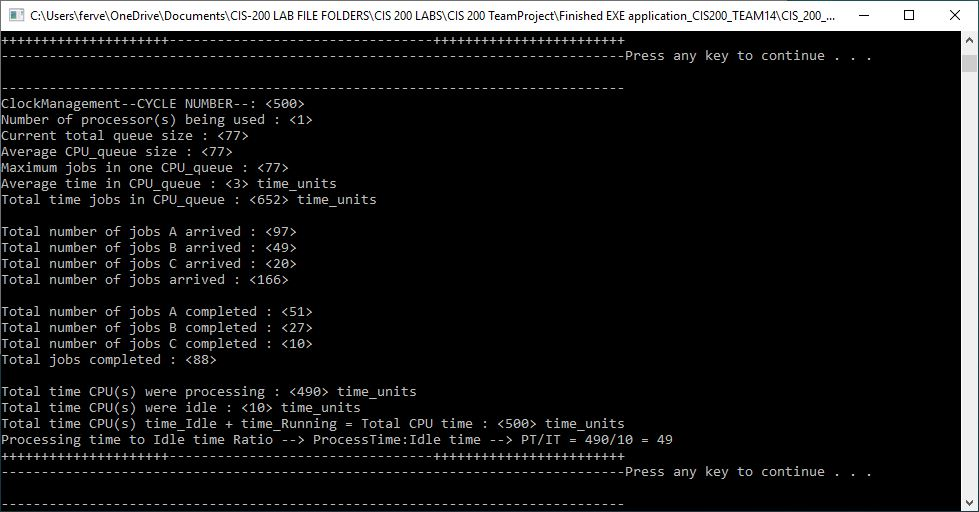 C:\Users\ferve\OneDrive\Documents\CIS-200 LAB FILE FOLDERS\CIS 200 LABS\CIS 200 TeamProject\Finished EXE application_CIS200_TEAM14\CIS_200_...
+++++++++++++++++++++---------------------------------++++++++++++++++++++++++
------------------------------------------------------------------------------Press any key to continue . . .
------------------------------------------------------------------------------
ClockManagement--CYCLE NUMBER--: <500>
Number of processor(s) being used : <1>
Current total queue size : <77>
Average CPU_queue size : <77>
Maximum jobs in one CPU_queue : <77>
Average time in CPU_queue : <3> time_units
Total time jobs in CPU_queue : <652> time_units
Total number of jobs A arrived : <97>
Total number of jobs B arrived : <49>
Total number of jobs C arrived : <20>
Total number of jobs arrived : <166>
Total number of jobs A completed : <51>
Total number of jobs B completed : <27>
Total number of jobs C completed : <10>
Total jobs completed : <88>
Total time CPU(s) were processing : <490> time_units
Total time CPU(s) were idle : <10> time_units
Total time CPU(s) time_Idle + time_Running = Total CPU time : <500> time_units
Processing time to Idle time Ratio --> ProcessTime:Idle time --> PT/IT = 490/10 = 49
+++++++++++++++++++++---------------------------------++++++++++++++++++++++++
------------------------------------------------------------------------------Press any key to continue . . .
------------------------------------------------------------------------------